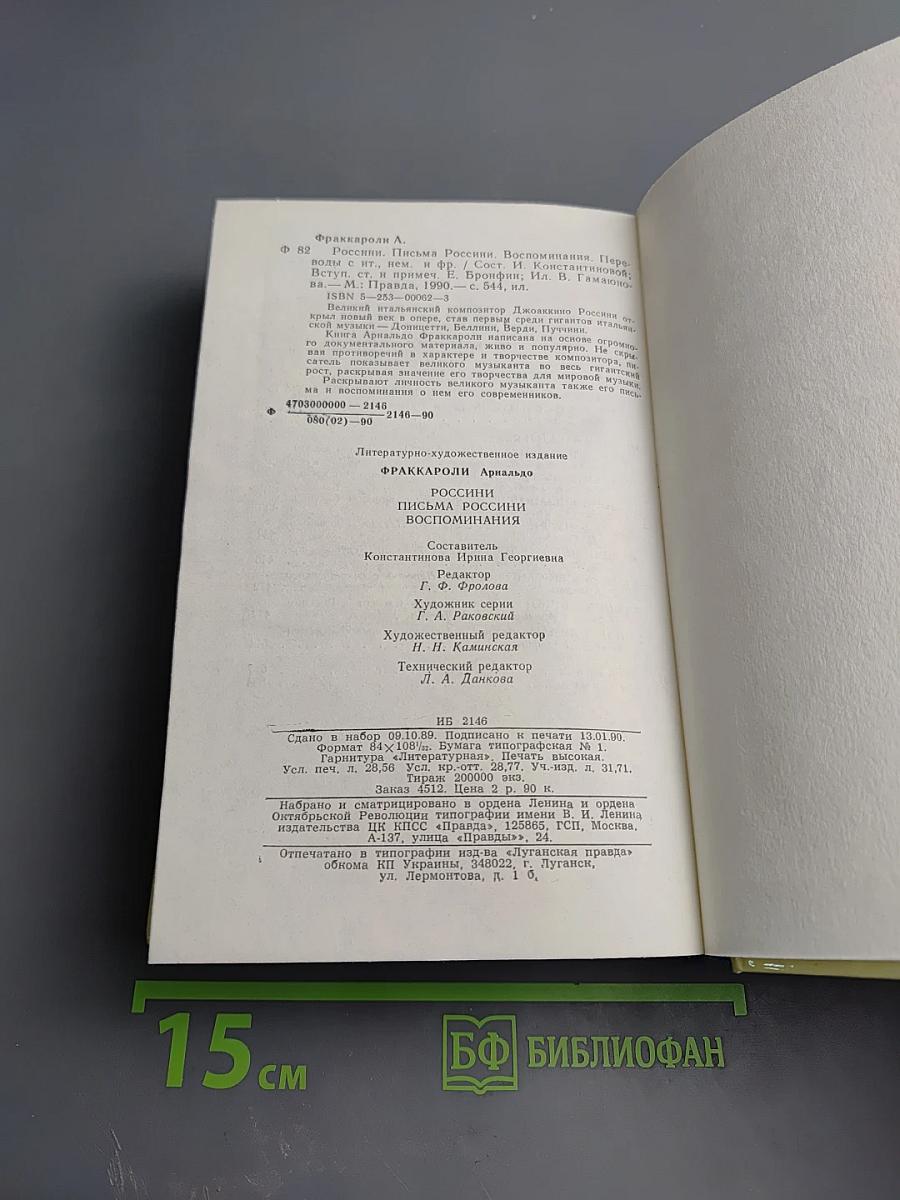 Фраккароли А.
Ф 82 Россини. Письма Россини. Воспоминания. Пере-
воды с ит., нем. и фр. / Сост. И. Константиновой;
Вступ. ст. и примеч. Е. Бронфин; Ил. В. Гамаюно-
ва.— М.: Правда, 1990.— с. 544, ил.
ISBN 5—253—00062—3
Великий итальянский композитор Джоаккино Россини от-
крыл новый век в опере, став первым среди гигантов итальян-
ской музыки — Доницетти, Беллини, Верди, Пуччини.
Книга Арнальдо Фраккароли написана на основе огромно-
го документального материала, живо и популярно. Не скры-
вая противоречий в характере и творчестве композитора, пи-
сатель показывает великого музыканта во весь гигантский
рост, раскрывая значение его творчества для мировой музыки.
Раскрывают личность великого музыканта также его пись-
ма и воспоминания о нем его современников.
Ф 4703000000 — 2146
080(02)—90 2146—90
Литературно-художественное издание
ФРАККАРОЛИ Арнальдо
РОССИНИ
ПИСЬМА РОССИНИ
ВОСПОМИНАНИЯ
Составитель
Константинова Ирина Георгиевна
Редактор
Г. Ф. Фролова
Художник серии
Г. А. Раковский
Художественный редактор
Н. Н. Каминская
Технический редактор
Л. А. Данкова
ИБ 2146
Сдано в набор 09.10.89. Подписано к печати 13.01.90.
Формат 84×108¹/₃₂. Бумага типографская № 1.
Гарнитура «Литературная». Печать высокая.
Усл. печ. л. 28,56 Усл. кр.-отт. 28,77. Уч.-изд. л. 31,71.
Тираж 200000 экз.
Заказ 4512. Цена 2 р. 90 к.
Набрано и сматрицировано в ордена Ленина и ордена
Октябрьской Революции типографии имени В. И. Ленина
издательства ЦК КПСС «Правда», 125865, ГСП, Москва,
А-137, улица «Правды», 24.
Отпечатано в типографии изд-ва «Луганская правда»
обкома КП Украины, 348022, г. Луганск,
ул. Лермонтова, д. 1 б.
15 см
БФ БИБЛИОФАН